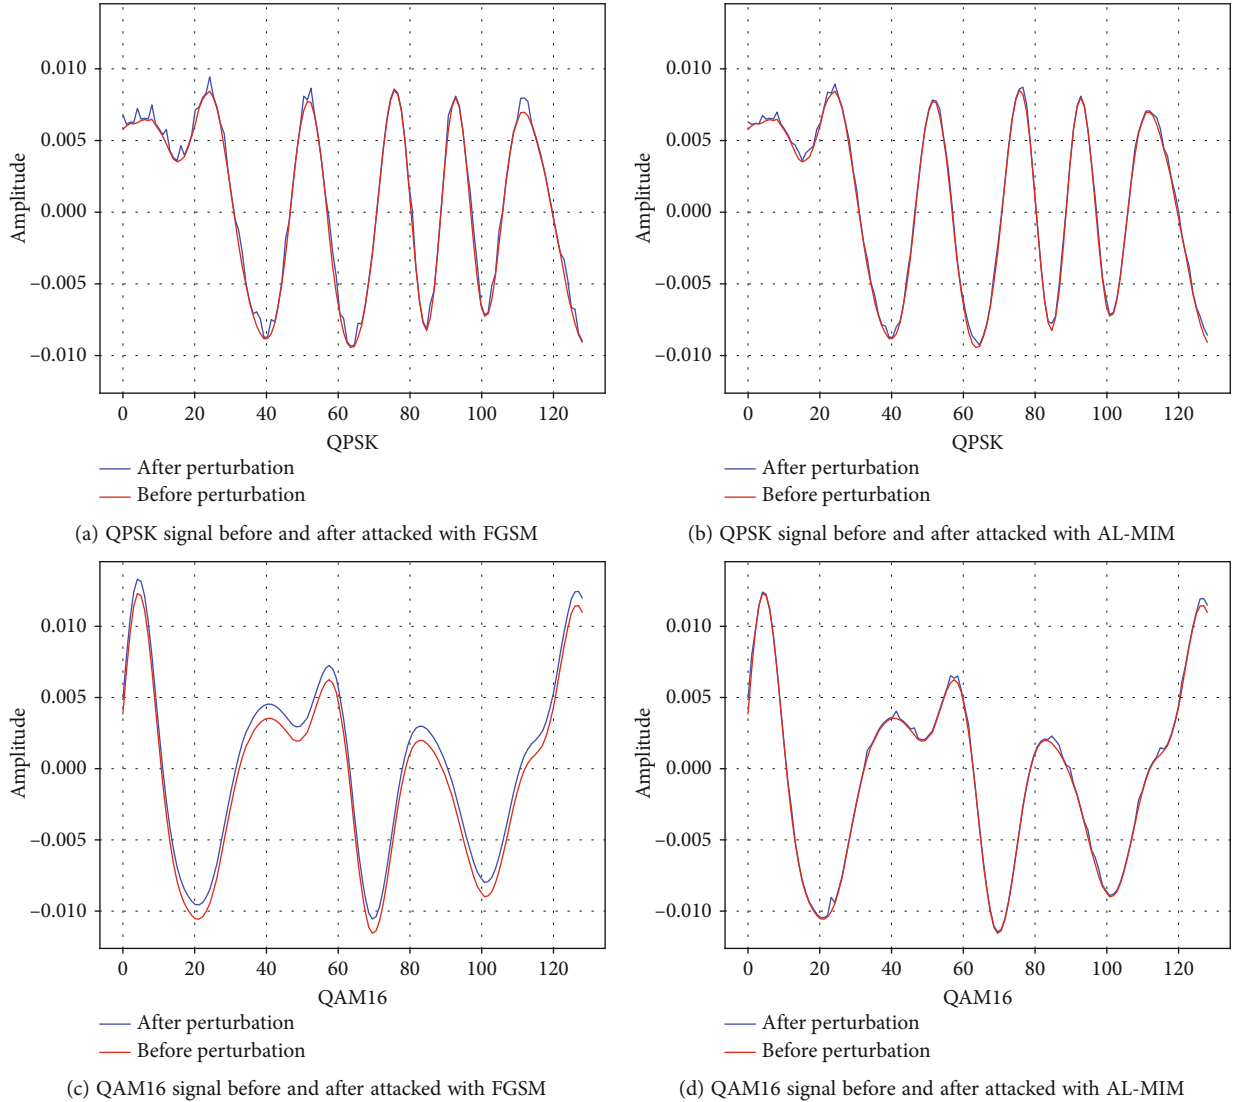 0.010
0.005
0.000
−0.005
−0.010
Amplitude
0 20 40 60 80 100 120
QPSK
After perturbation
Before perturbation
(a) QPSK signal before and after attacked with FGSM
0.010
0.005
0.000
−0.005
−0.010
Amplitude
0 20 40 60 80 100 120
QPSK
After perturbation
Before perturbation
(b) QPSK signal before and after attacked with AL-MIM
0.010
0.005
0.000
−0.005
−0.010
Amplitude
0 20 40 60 80 100 120
QAM16
After perturbation
Before perturbation
(c) QAM16 signal before and after attacked with FGSM
0.010
0.005
0.000
−0.005
−0.010
Amplitude
0 20 40 60 80 100 120
QAM16
After perturbation
Before perturbation
(d) QAM16 signal before and after attacked with AL-MIM